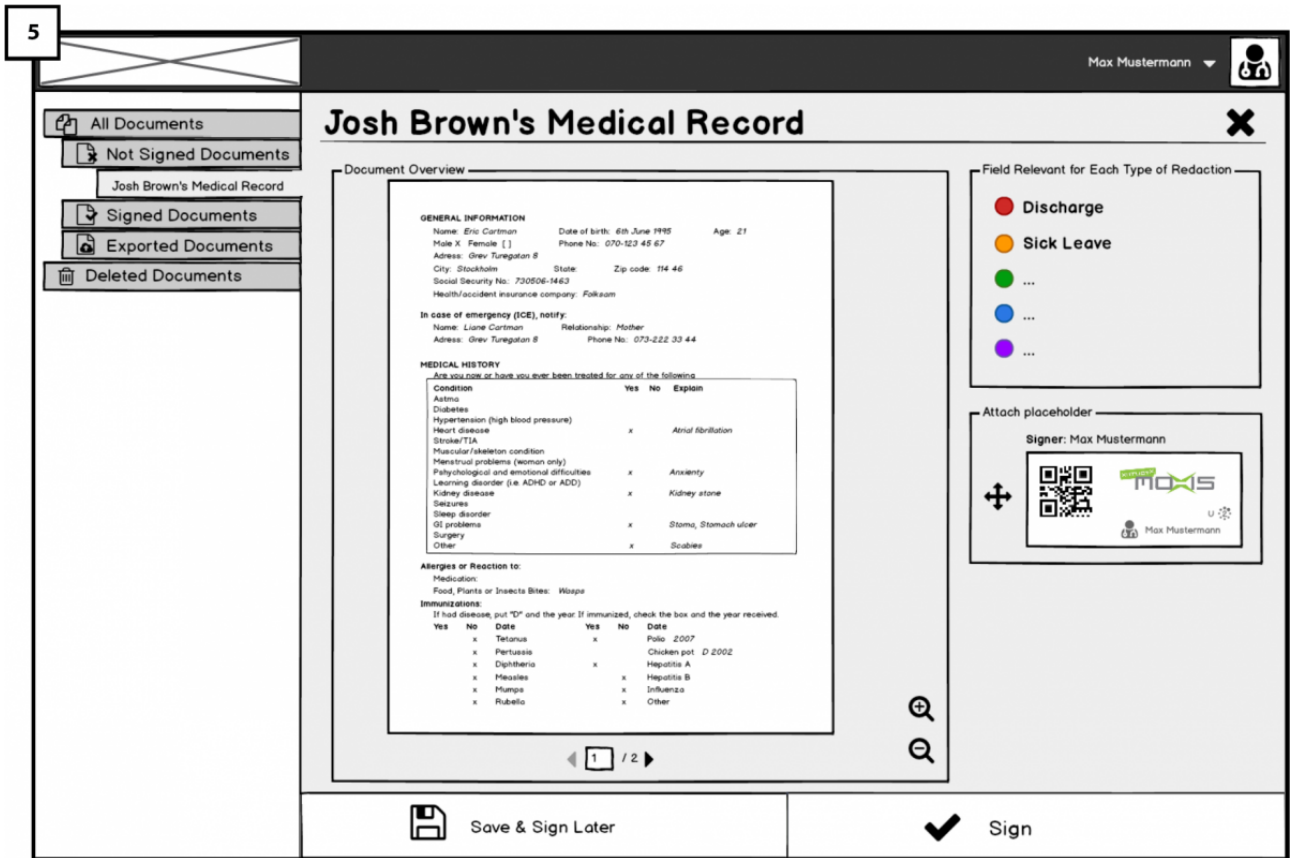 5
Max Mustermann
All Documents
Not Signed Documents
Josh Brown's Medical Record
Signed Documents
Exported Documents
Deleted Documents
Josh Brown's Medical Record
Document Overview
GENERAL INFORMATION
Name: Eric Cartman Date of birth: 6th June 1995 Age: 21
Male X Female [ ] Phone No.: 070-123 45 67
Adress: Grev Turegatan 8
City: Stockholm State: Zip code: 114 46
Social Security No.: 730506-1463
Health/accident insurance company: Folksam
In case of emergency (ICE), notify:
Name: Liane Cartman Relationship: Mother
Adress: Grev Turegatan 8 Phone No.: 073-222 33 44
MEDICAL HISTORY
Are you now or have you ever been treated for any of the following
Condition Yes No Explain
Astma
Diabetes
Hypertension (high blood pressure)
Heart disease x Atrial fibrillation
Stroke/TIA
Muscular/skeleton condition
Menstrual problems (woman only)
Pshychological and emotional difficulties x Anxienty
Learning disorder (i.e. ADHD or ADD)
Kidney disease x Kidney stone
Seizures
Sleep disorder
GI problems x Stoma, Stomach ulcer
Surgery
Other x Scabies
Allergies or Reaction to:
Medication:
Food, Plants or Insects Bites: Wasps
Immunizations:
If had disease, put "D" and the year. If immunized, check the box and the year received.
Yes No Date Yes No Date
x Tetanus x Polio 2007
x Pertussis Chicken pot D 2002
x Diphtheria x Hepatitis A
x Measles x Hepatitis B
x Mumps x Influenza
x Rubella x Other
1 / 2
Field Relevant for Each Type of Redaction
Discharge
Sick Leave
...
...
...
Attach placeholder
Signer: Max Mustermann
MOXIS
Max Mustermann
Save & Sign Later
Sign